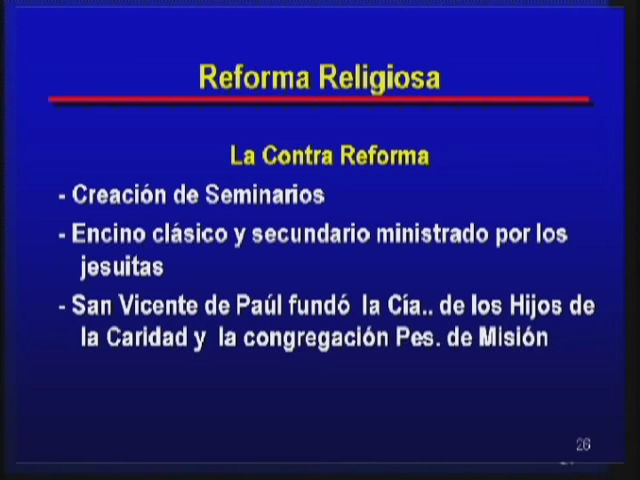 Reforma Religiosa
La Contra Reforma
- Creación de Seminarios
- Encino clásico y secundario ministrado por los
jesuitas
- San Vicente de Paúl fundó la Cía.. de los Hijos de
la Caridad y la congregación Pes. de Misión
26